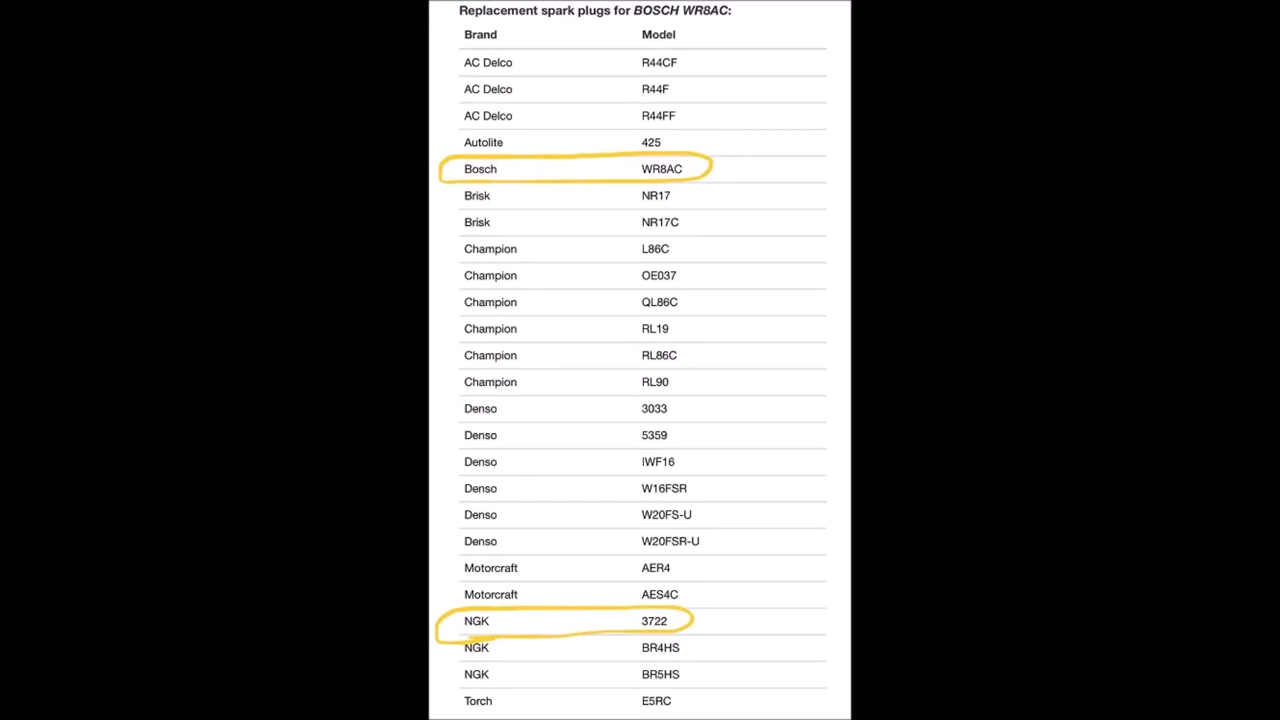 Replacement spark plugs for BOSCH WR8AC:
Brand Model
AC Delco R44CF
AC Delco R44F
AC Delco R44FF
Autolite 425
Bosch WR8AC
Brisk NR17
Brisk NR17C
Champion L86C
Champion OE037
Champion QL86C
Champion RL19
Champion RL86C
Champion RL90
Denso 3033
Denso 5359
Denso IWF16
Denso W16FSR
Denso W20FS-U
Denso W20FSR-U
Motorcraft AER4
Motorcraft AES4C
NGK 3722
NGK BR4HS
NGK BR5HS
Torch E5RC